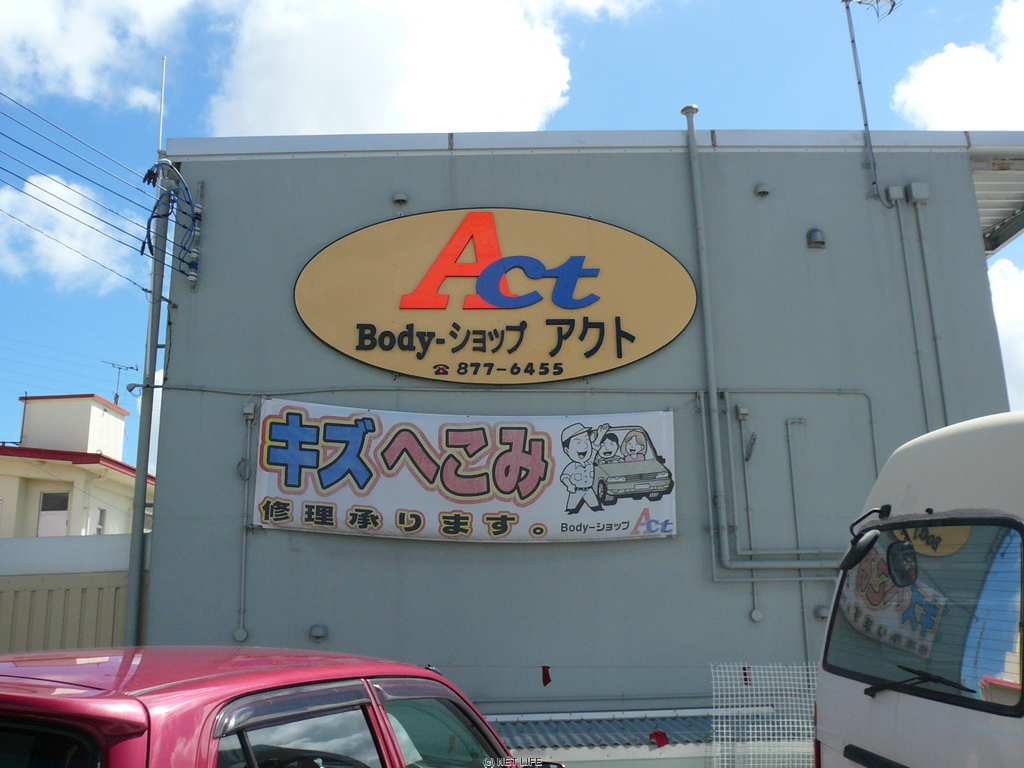 Act
Body-ショップ アクト
☎877-6455
キズへこみ
修理承ります。
Body-ショップ Act
© NET LIFE